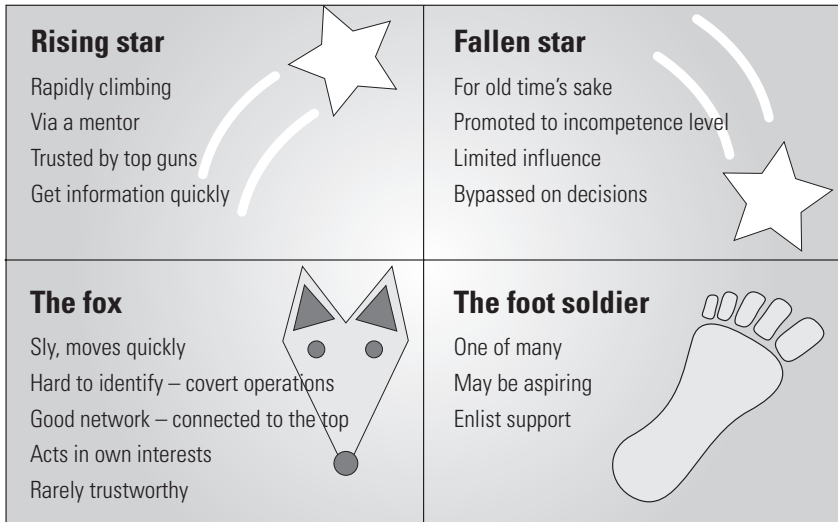 Rising star
Rapidly climbing
Via a mentor
Trusted by top guns
Get information quickly
Fallen star
For old time’s sake
Promoted to incompetence level
Limited influence
Bypassed on decisions
The fox
Sly, moves quickly
Hard to identify – covert operations
Good network – connected to the top
Acts in own interests
Rarely trustworthy
The foot soldier
One of many
May be aspiring
Enlist support